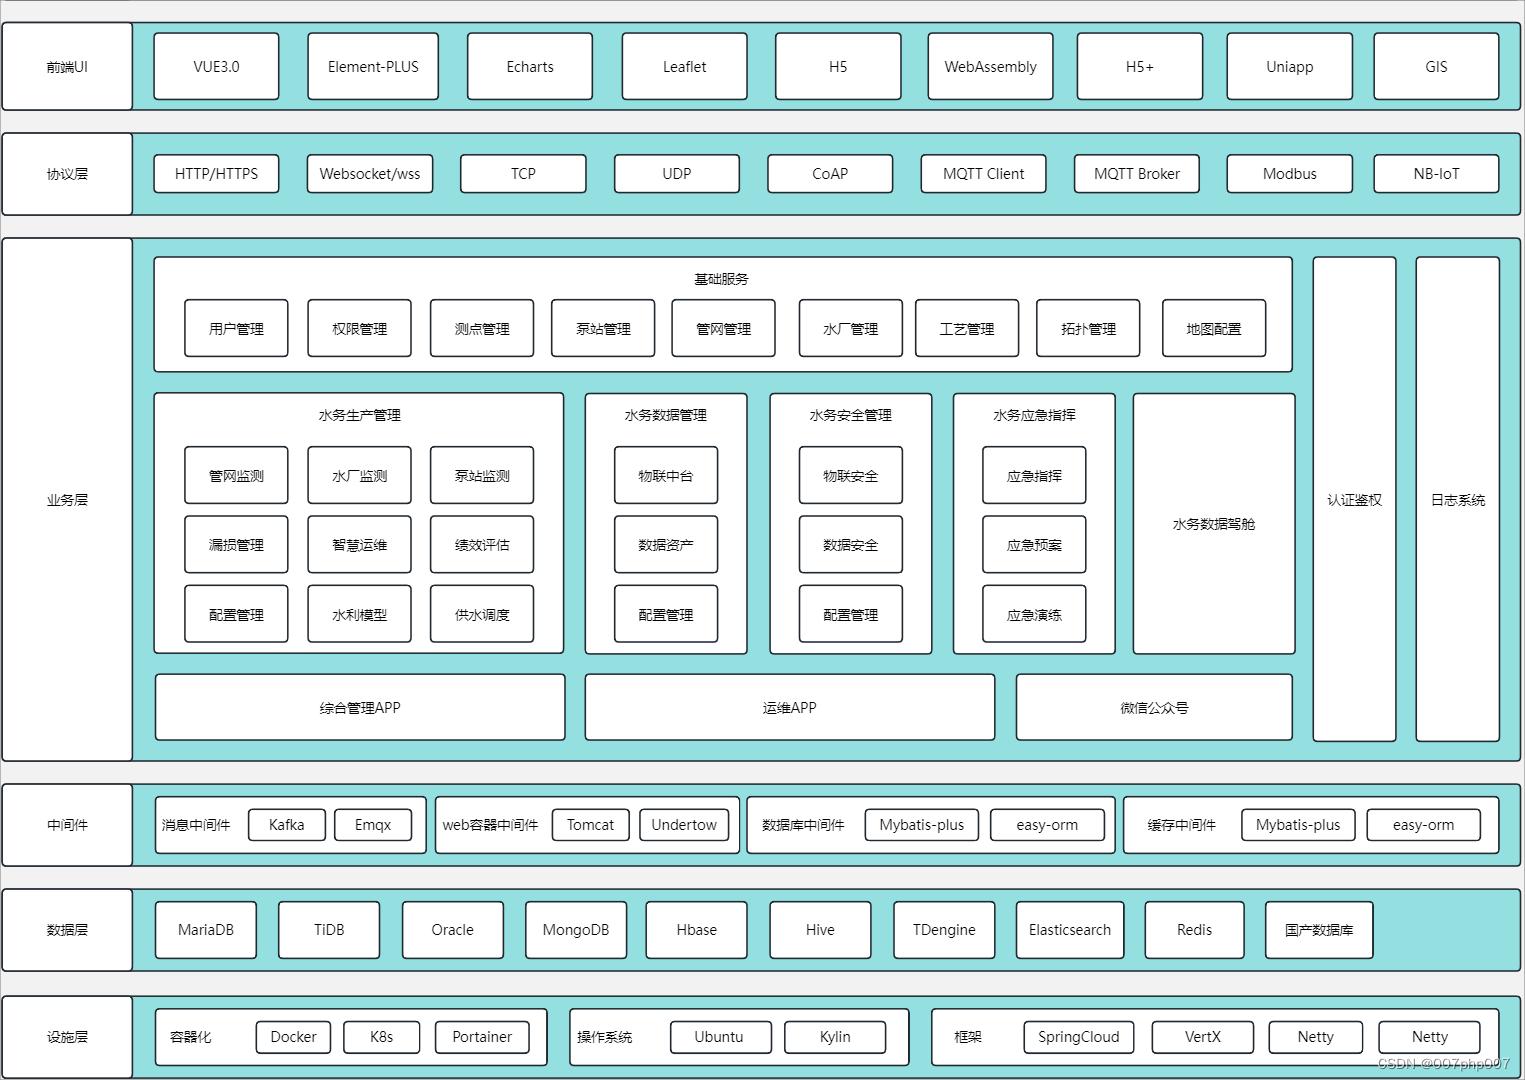 前端UI
VUE3.0
Element-PLUS
Echarts
Leaflet
H5
WebAssembly
H5+
Uniapp
GIS
协议层
HTTP/HTTPS
Websocket/wss
TCP
UDP
CoAP
MQTT Client
MQTT Broker
Modbus
NB-IoT
业务层
基础服务
用户管理
权限管理
测点管理
泵站管理
管网管理
水厂管理
工艺管理
拓扑管理
地图配置
水务生产管理
管网监测
水厂监测
泵站监测
漏损管理
智慧运维
绩效评估
配置管理
水利模型
供水调度
水务数据管理
物联中台
数据资产
配置管理
水务安全管理
物联安全
数据安全
配置管理
水务应急指挥
应急指挥
应急预案
应急演练
水务数据驾舱
综合管理APP
运维APP
微信公众号
认证鉴权
日志系统
中间件
消息中间件
Kafka
Emqx
web容器中间件
Tomcat
Undertow
数据库中间件
Mybatis-plus
easy-orm
缓存中间件
Mybatis-plus
easy-orm
数据层
MariaDB
TiDB
Oracle
MongoDB
Hbase
Hive
TDengine
Elasticsearch
Redis
国产数据库
设施层
容器化
Docker
K8s
Portainer
操作系统
Ubuntu
Kylin
框架
SpringCloud
VertX
Netty
Netty
CSDN @007php007